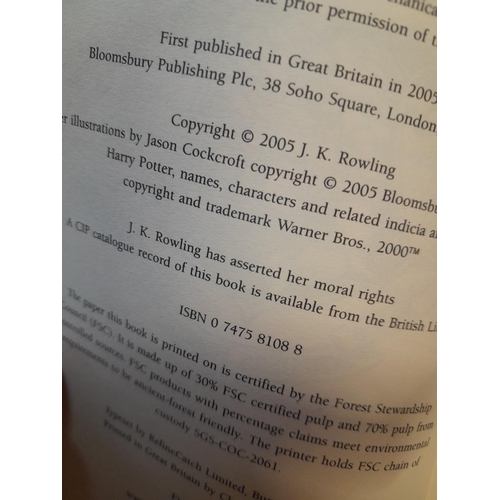 the prior permission of
First published in Great Britain in 2005
Bloomsbury Publishing Plc, 38 Soho Square, London,
Copyright © 2005 J. K. Rowling
illustrations by Jason Cockcroft copyright © 2005 Bloomsbu
Harry Potter, names, characters and related indicia a
copyright and trademark Warner Bros., 2000™
J. K. Rowling has asserted her moral rights
A CIP catalogue record of this book is available from the British Li
ISBN 0 7475 8108 8
The paper this book is printed on is certified by the Forest Stewardship
Council (FSC). It is made up of 30% FSC certified pulp and 70% pulp from
controlled sources. FSC products with percentage claims meet environmental
requirements to be ancient-forest friendly. The printer holds FSC chain of
custody SGS-COC-2061.
Typeset by RefineCatch Limited,
Printed in Great Britain by